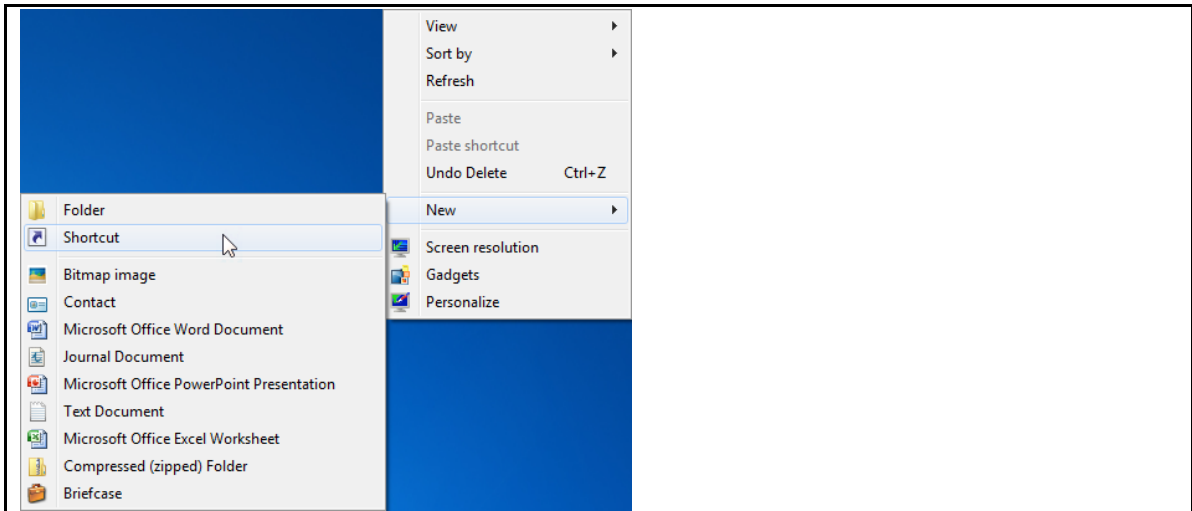 View
Sort by
Refresh
Paste
Paste shortcut
Undo Delete Ctrl+Z
New
Screen resolution
Gadgets
Personalize
Folder
Shortcut
Bitmap image
Contact
Microsoft Office Word Document
Journal Document
Microsoft Office PowerPoint Presentation
Text Document
Microsoft Office Excel Worksheet
Compressed (zipped) Folder
Briefcase